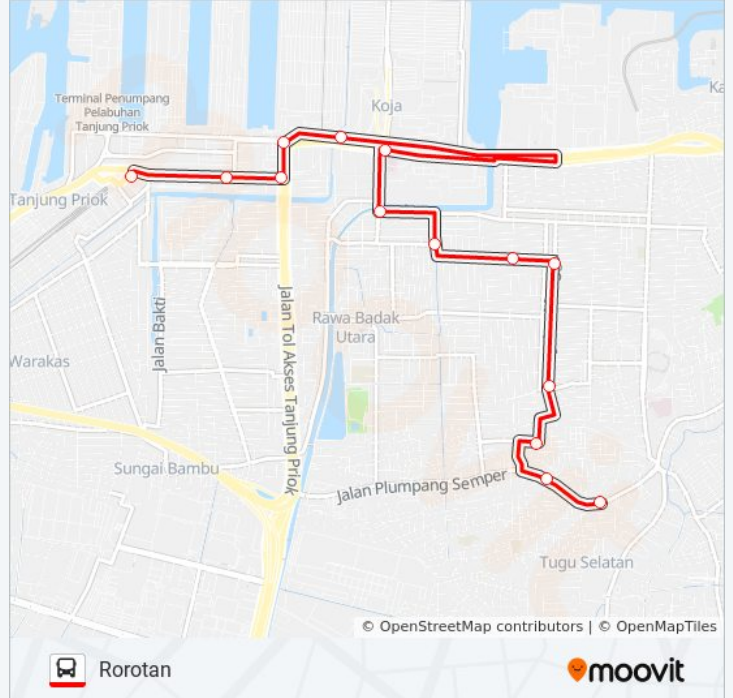 Terminal Penumpang
Pelabuhan
Tanjung Priok
Koja
Ka
Tanjung Priok
Jalan Bakti
Jalan Tol Akses Tanjung Priok
Rawa Badak
Utara
Warakas
Sungai Bambu
Jalan Plumpang Semper
Tugu Selatan
© OpenStreetMap contributors | © OpenMapTiles
Rorotan
moovit